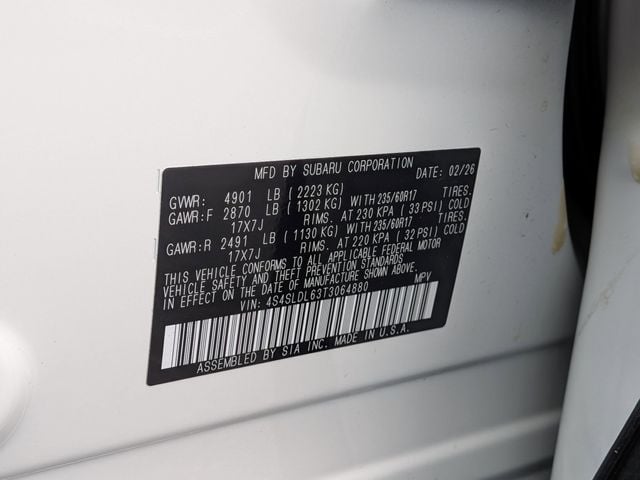 MFD BY SUBARU CORPORATION DATE: 02/26
GVWR: 4901 LB (2223 KG)
GAWR:F 2870 LB (1302 KG) WITH 235/60R17 TIRES.
17X7J RIMS. AT 230 KPA (33 PSI) COLD
GAWR:R 2491 LB (1130 KG) WITH 235/60R17 TIRES.
17X7J RIMS. AT 220 KPA (32 PSI) COLD
THIS VEHICLE CONFORMS TO ALL APPLICABLE FEDERAL MOTOR
VEHICLE SAFETY AND THEFT PREVENTION STANDARDS
IN EFFECT ON THE DATE OF MANUFACTURE SHOWN ABOVE.
VIN: 4S4SLDL63T3064880 MPV
ASSEMBLED BY SIA INC. MADE IN U.S.A.